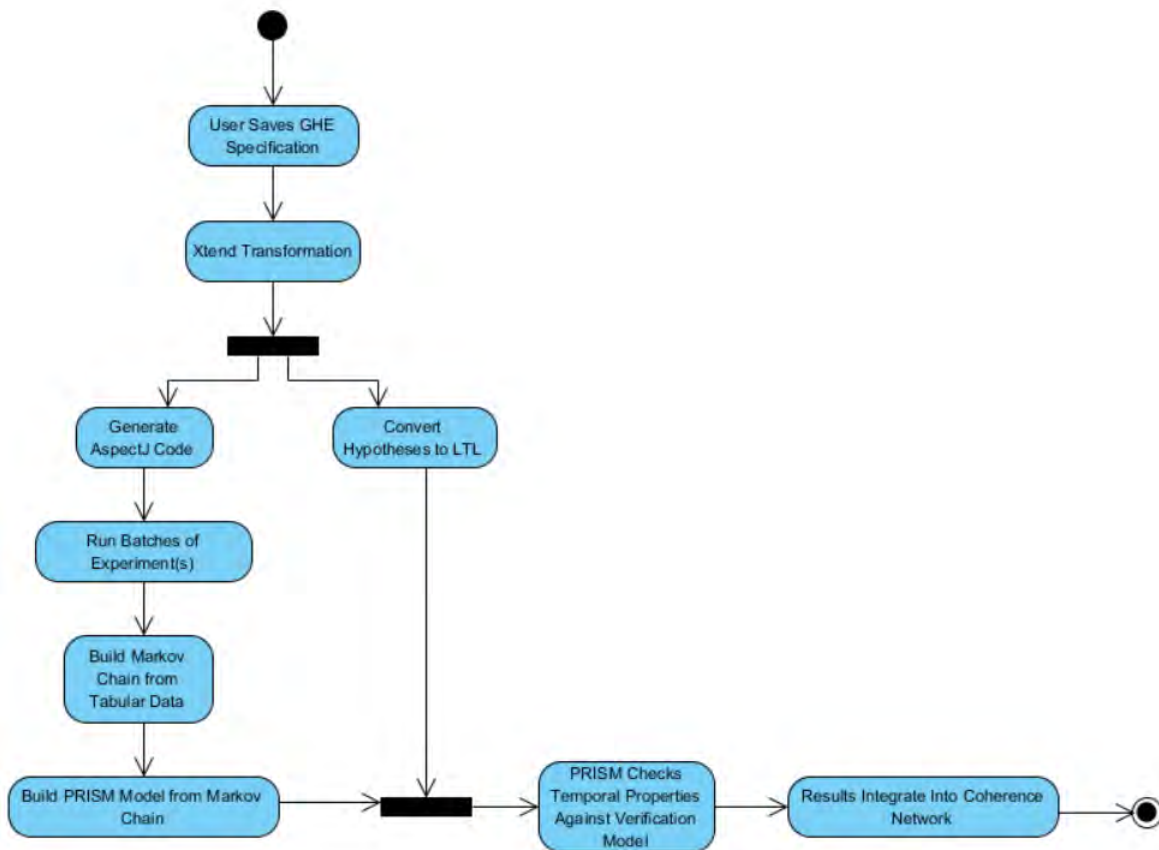 User Saves GHE
Specification
Xtend Transformation
Generate
AspectJ Code
Convert
Hypotheses to LTL
Run Batches of
Experiment(s)
Build Markov
Chain from
Tabular Data
Build PRISM Model from Markov
Chain
PRISM Checks
Temporal Properties
Against Verification
Model
Results Integrate Into Coherence
Network